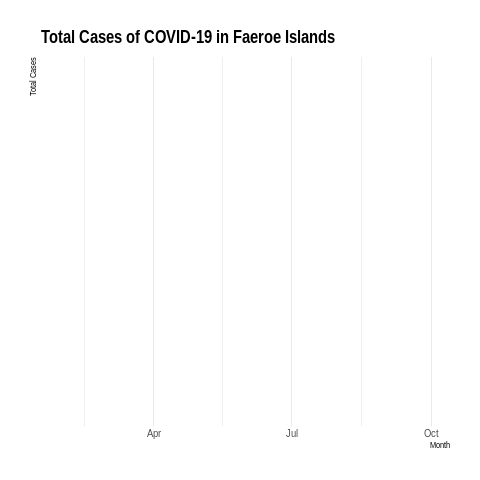 Total Cases of COVID-19 in Faeroe Islands
Total Cases
Apr Jul Oct
Month